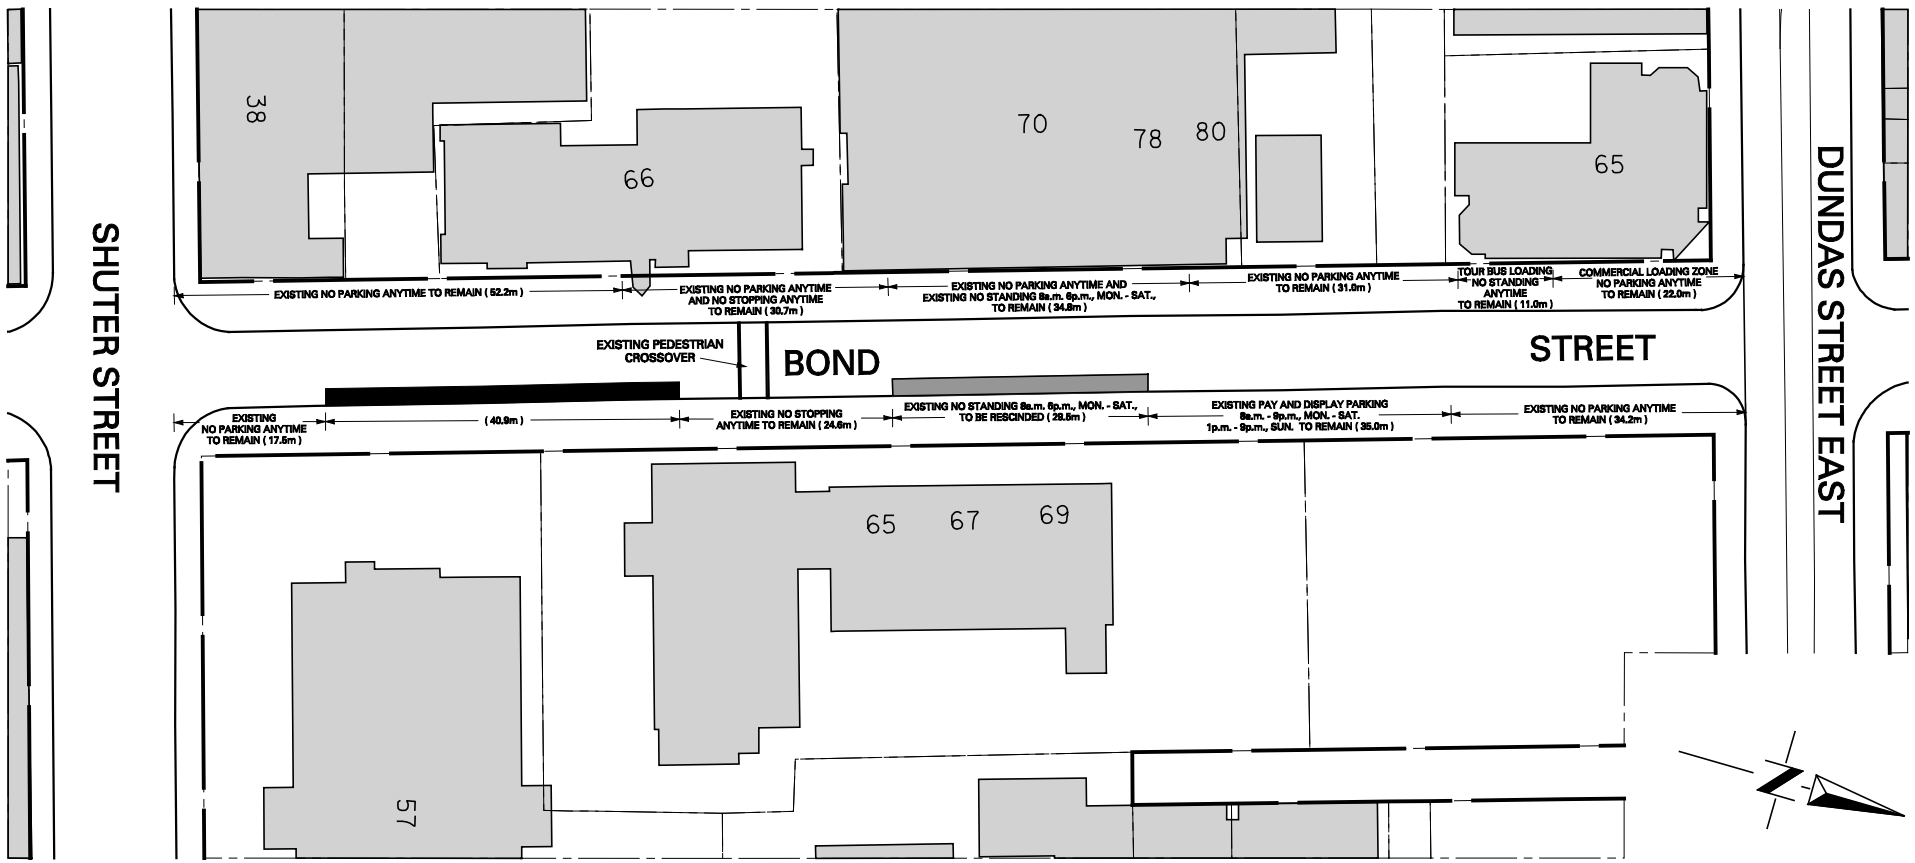 38
66
70
78
80
65
SHUTER STREET
DUNDAS STREET EAST
EXISTING NO PARKING ANYTIME TO REMAIN ( 52.2m )
EXISTING NO PARKING ANYTIME
AND NO STOPPING ANYTIME
TO REMAIN ( 30.7m )
EXISTING NO PARKING ANYTIME AND
EXISTING NO STANDING 8a.m. 6p.m., MON. - SAT.,
TO REMAIN ( 34.8m )
EXISTING NO PARKING ANYTIME
TO REMAIN ( 31.0m )
TOUR BUS LOADING
NO STANDING
ANYTIME
TO REMAIN ( 11.0m )
COMMERCIAL LOADING ZONE
NO PARKING ANYTIME
TO REMAIN ( 22.0m )
EXISTING PEDESTRIAN
CROSSOVER
BOND
STREET
EXISTING
NO PARKING ANYTIME
TO REMAIN ( 17.5m )
( 40.9m )
EXISTING NO STOPPING
ANYTIME TO REMAIN ( 24.6m )
EXISTING NO STANDING 8a.m. 6p.m., MON. - SAT.,
TO BE RESCINDED ( 29.5m )
EXISTING PAY AND DISPLAY PARKING
8a.m. - 9p.m., MON. - SAT.
1p.m. - 9p.m., SUN. TO REMAIN ( 35.0m )
EXISTING NO PARKING ANYTIME
TO REMAIN ( 34.2m )
65
67
69
57
N